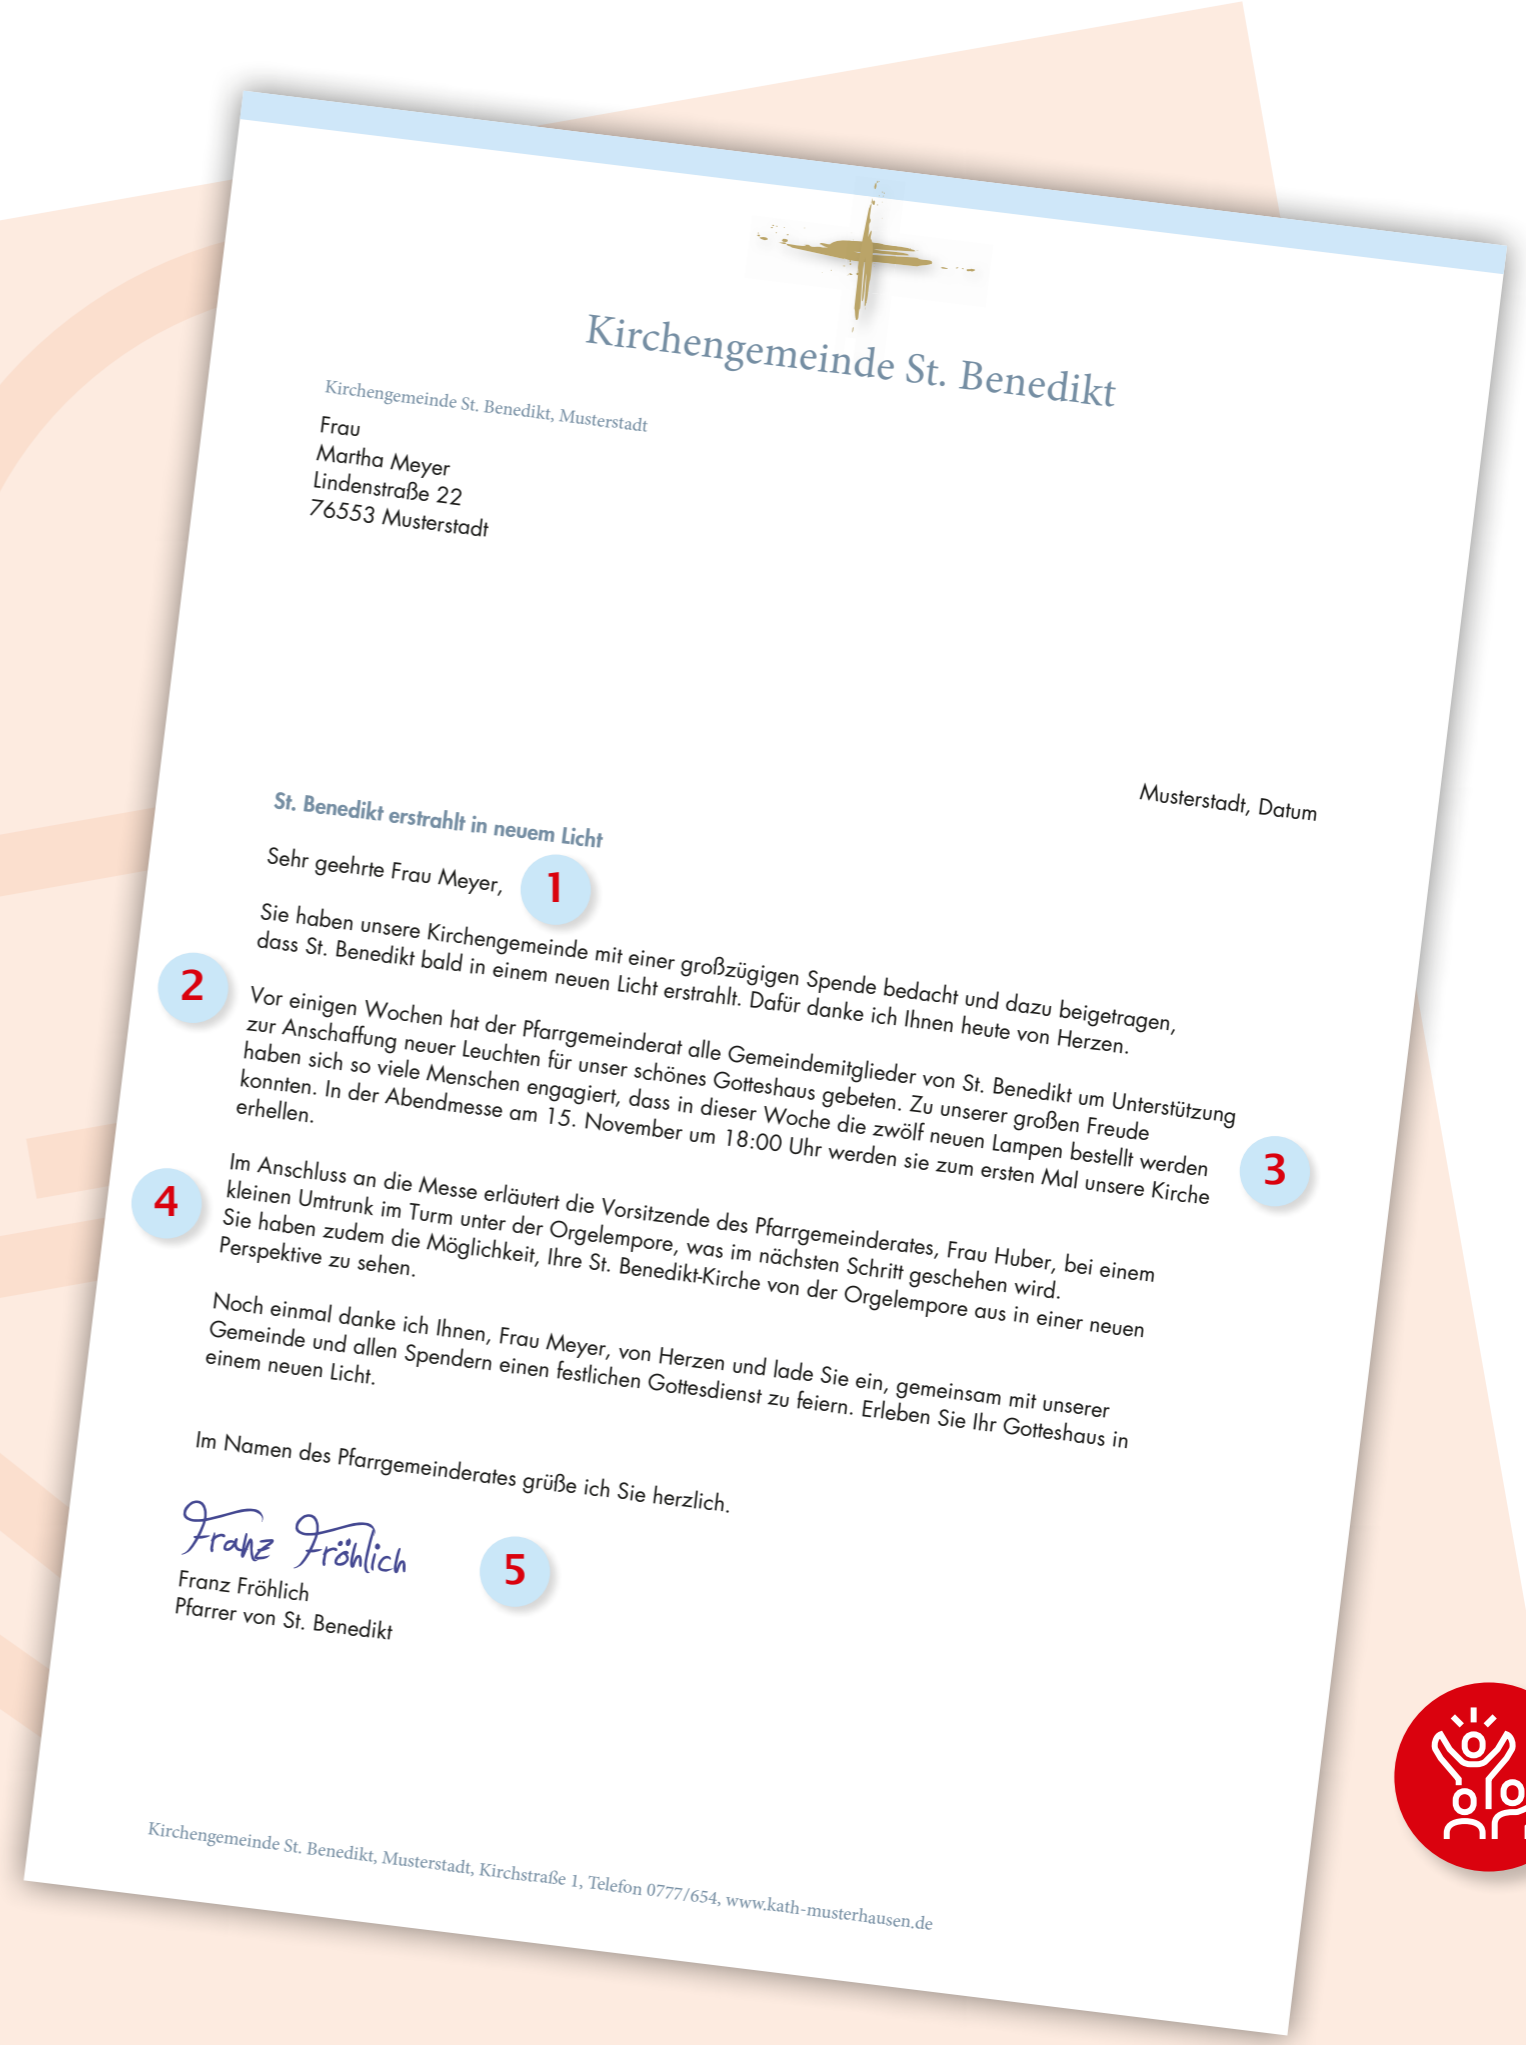 Kirchengemeinde St. Benedikt
Kirchengemeinde St. Benedikt, Musterstadt
Frau
Martha Meyer
Lindenstraße 22
76553 Musterstadt
Musterstadt, Datum
St. Benedikt erstrahlt in neuem Licht
Sehr geehrte Frau Meyer,
1
Sie haben unsere Kirchengemeinde mit einer großzügigen Spende bedacht und dazu beigetragen,
dass St. Benedikt bald in einem neuen Licht erstrahlt. Dafür danke ich Ihnen heute von Herzen.
2
Vor einigen Wochen hat der Pfarrgemeinderat alle Gemeindemitglieder von St. Benedikt um Unterstützung
zur Anschaffung neuer Leuchten für unser schönes Gotteshaus gebeten. Zu unserer großen Freude
haben sich so viele Menschen engagiert, dass in dieser Woche die zwölf neuen Lampen bestellt werden
konnten. In der Abendmesse am 15. November um 18:00 Uhr werden sie zum ersten Mal unsere Kirche
erhellen.
3
4
Im Anschluss an die Messe erläutert die Vorsitzende des Pfarrgemeinderates, Frau Huber, bei einem
kleinen Umtrunk im Turm unter der Orgelempore, was im nächsten Schritt geschehen wird.
Sie haben zudem die Möglichkeit, Ihre St. Benedikt-Kirche von der Orgelempore aus in einer neuen
Perspektive zu sehen.
Noch einmal danke ich Ihnen, Frau Meyer, von Herzen und lade Sie ein, gemeinsam mit unserer
Gemeinde und allen Spendern einen festlichen Gottesdienst zu feiern. Erleben Sie Ihr Gotteshaus in
einem neuen Licht.
Im Namen des Pfarrgemeinderates grüße ich Sie herzlich.
Franz Fröhlich
5
Franz Fröhlich
Pfarrer von St. Benedikt
Kirchengemeinde St. Benedikt, Musterstadt, Kirchstraße 1, Telefon 0777/654, www.kath-musterhausen.de